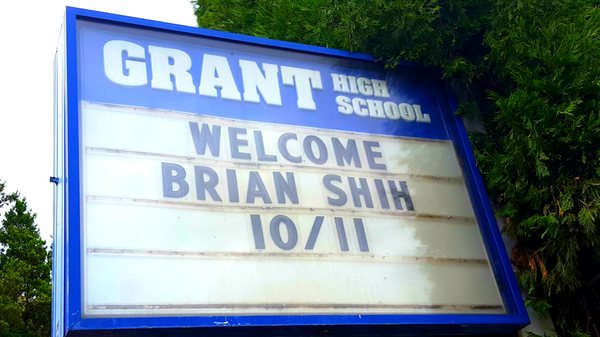 GRANT HIGH SCHOOL
WELCOME
BRIAN SHIH
10/11